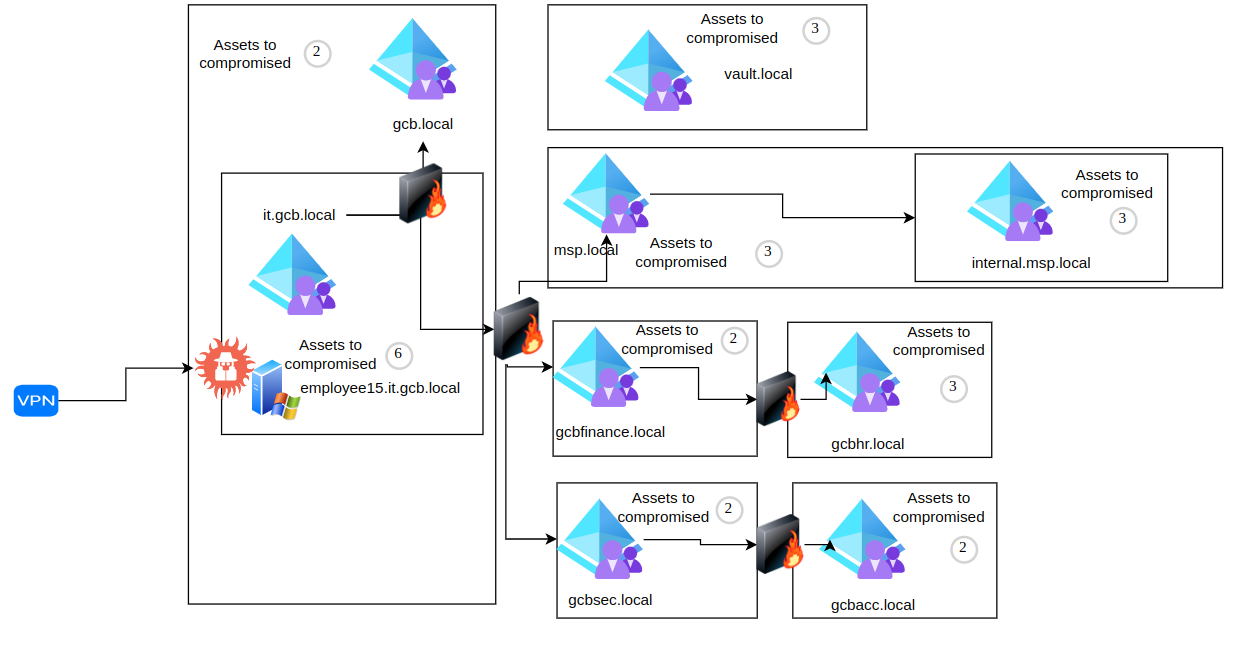 Assets to
compromised
2
gcb.local
it.gcb.local
Assets to
compromised
6
employee15.it.gcb.local
VPN
Assets to
compromised
3
vault.local
msp.local
Assets to
compromised
3
Assets to
compromised
3
internal.msp.local
Assets to
compromised
2
gcbfinance.local
Assets to
compromised
3
gcbhr.local
Assets to
compromised
2
gcbsec.local
Assets to
compromised
2
gcbacc.local